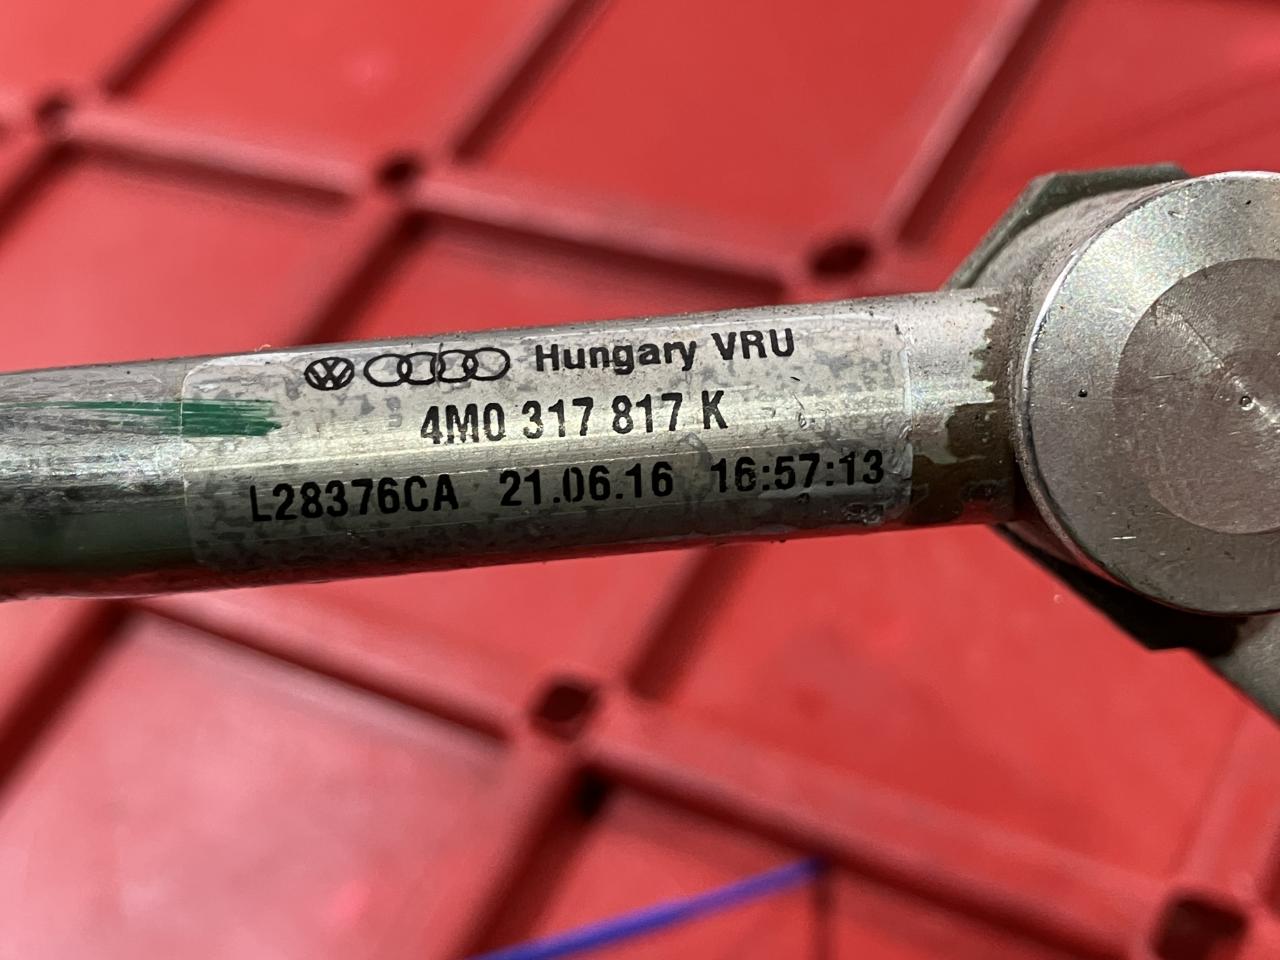 Hungary VRU
4M0 317 817 K
L28376CA 21.06.16 16:57:13